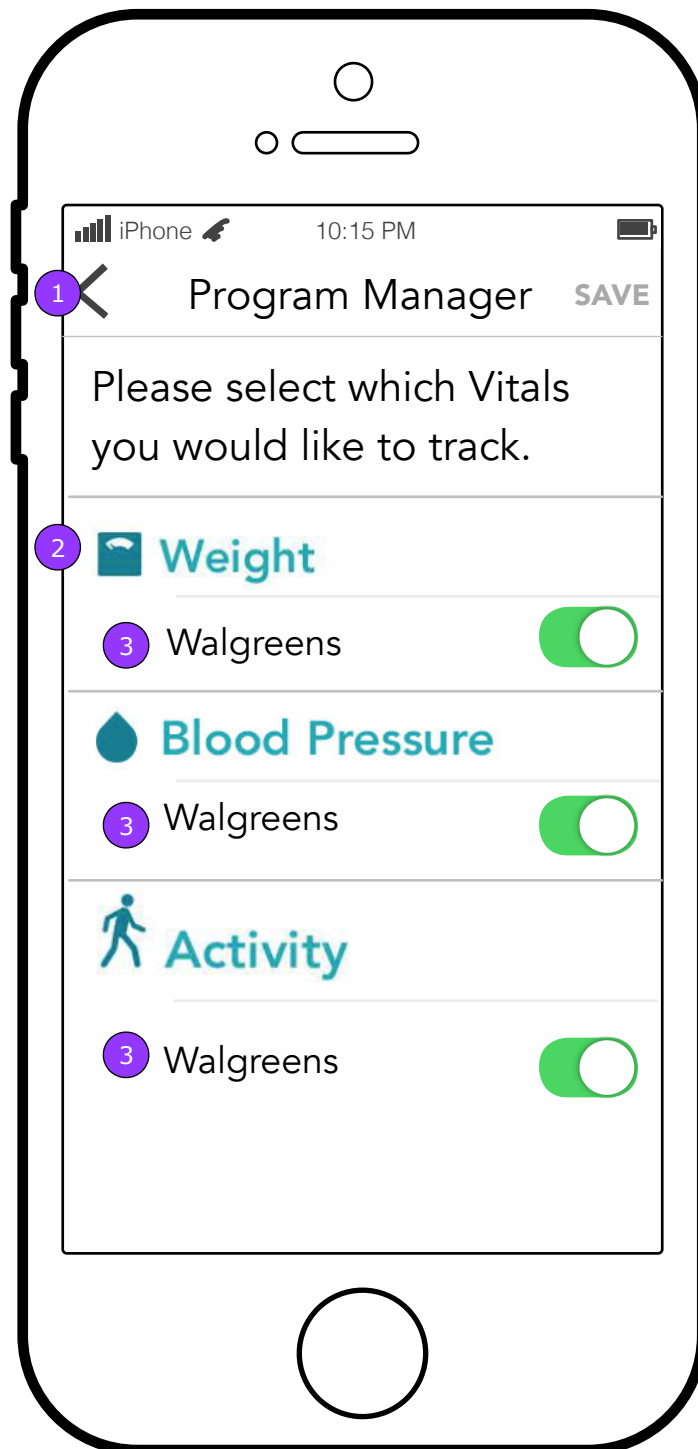 iPhone 10:15 PM
1 Program Manager SAVE
Please select which Vitals
you would like to track.
2 Weight
3 Walgreens
Blood Pressure
3 Walgreens
Activity
3 Walgreens